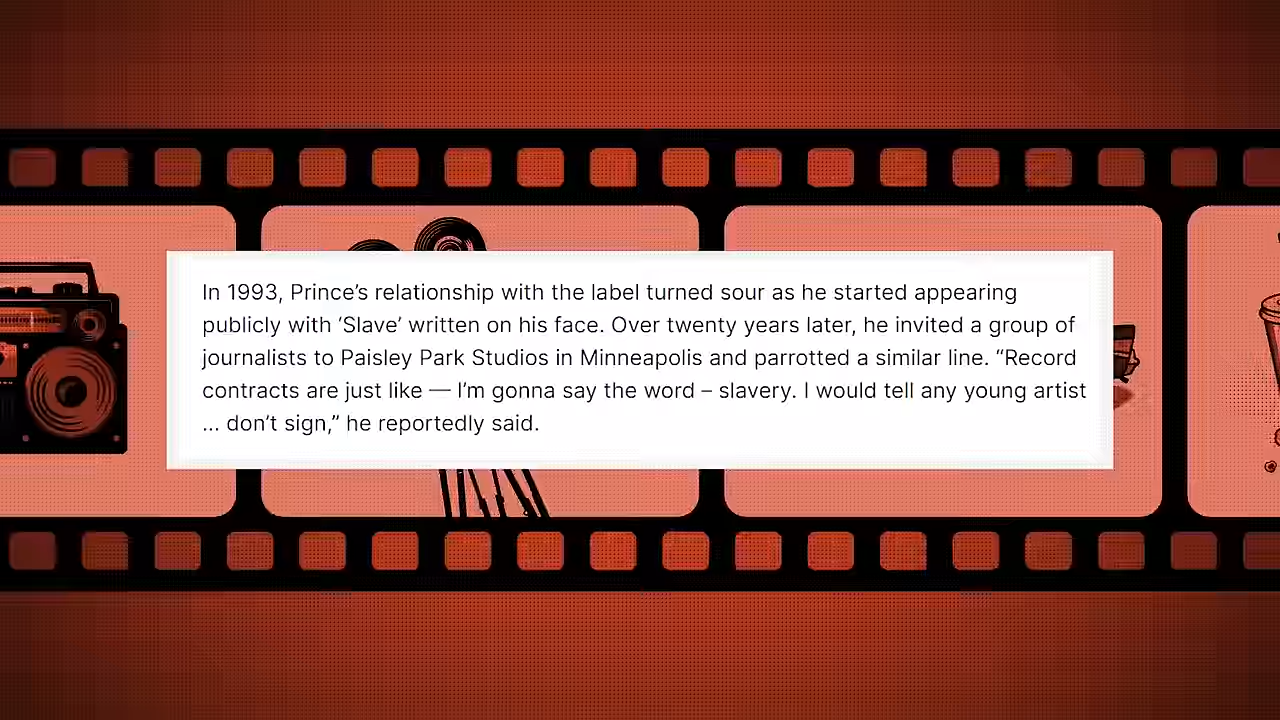 In 1993, Prince’s relationship with the label turned sour as he started appearing
publicly with ‘Slave’ written on his face. Over twenty years later, he invited a group of
journalists to Paisley Park Studios in Minneapolis and parrotted a similar line. “Record
contracts are just like — I’m gonna say the word – slavery. I would tell any young artist
... don’t sign,” he reportedly said.